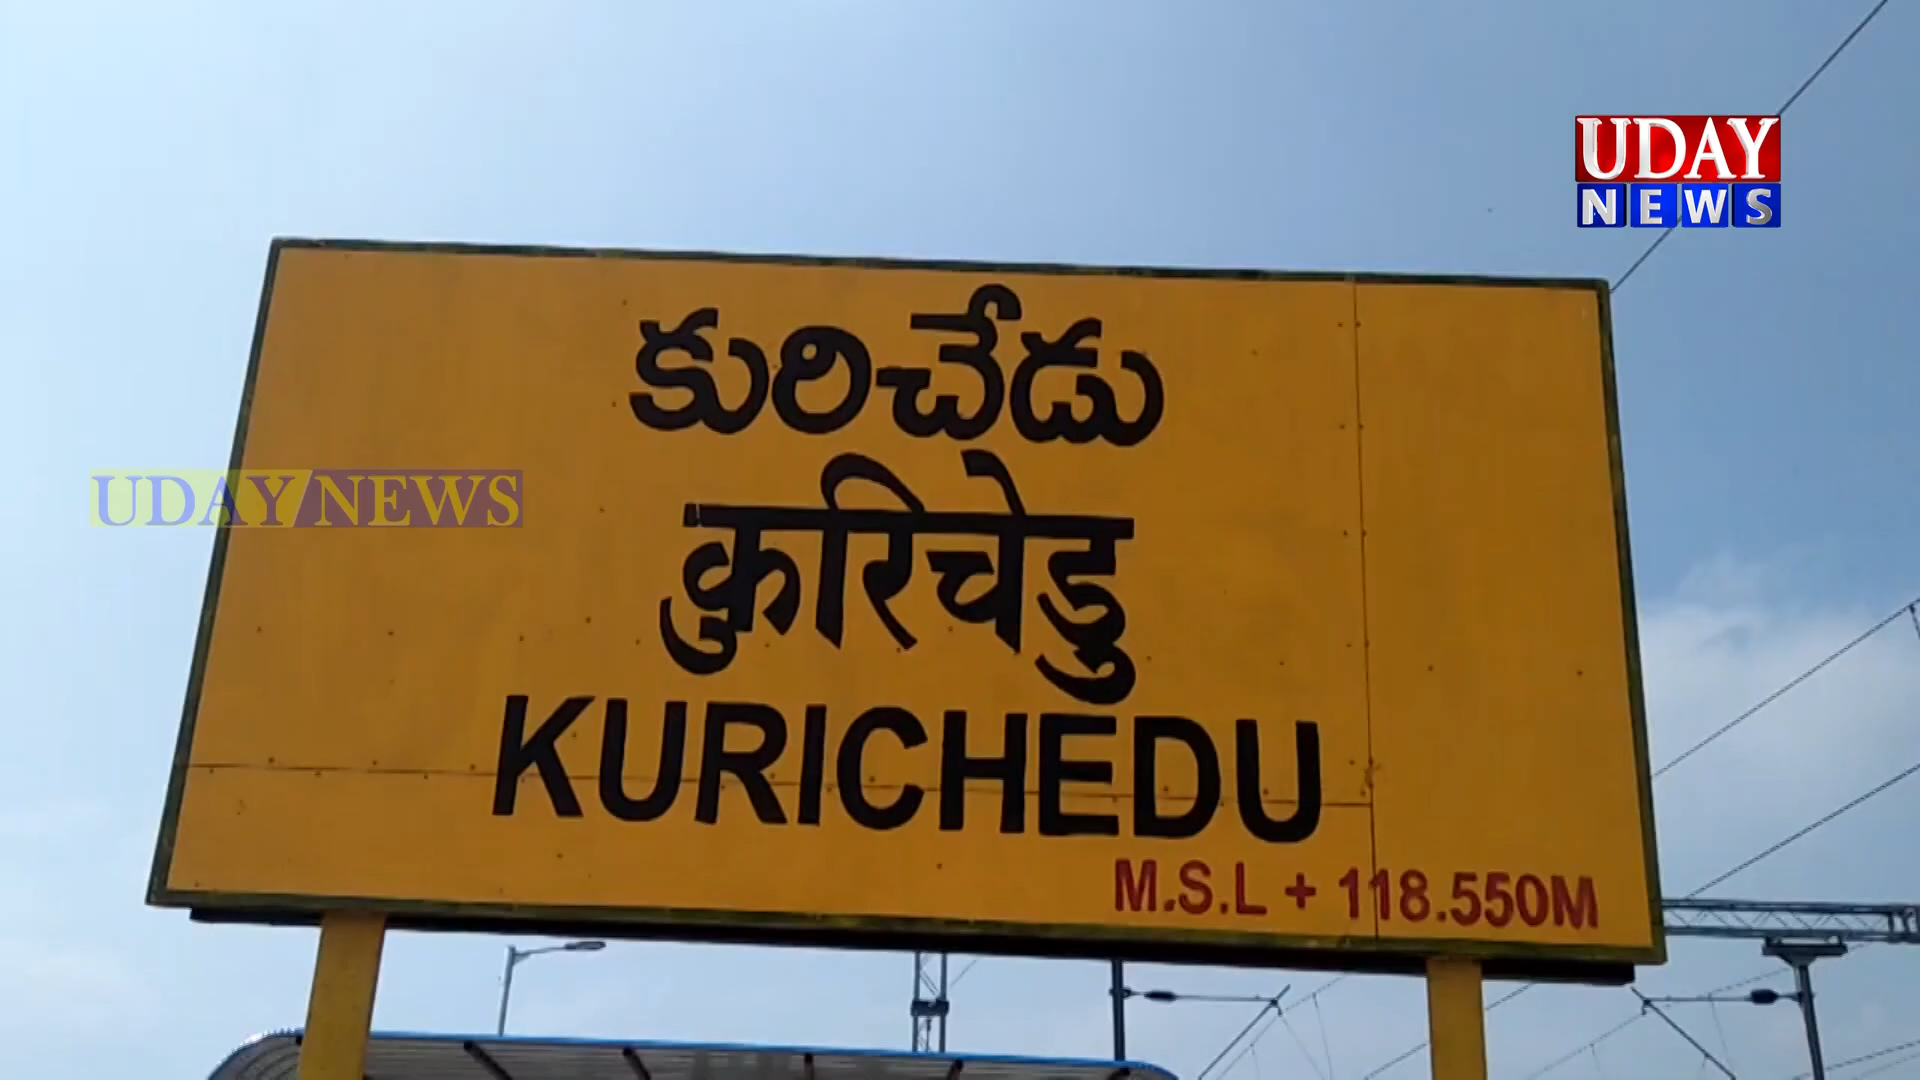 UDAY
NEWS
కురిచేడు
UDAY NEWS
कुरिचेडु
KURICHEDU
M.S.L + 118.550M